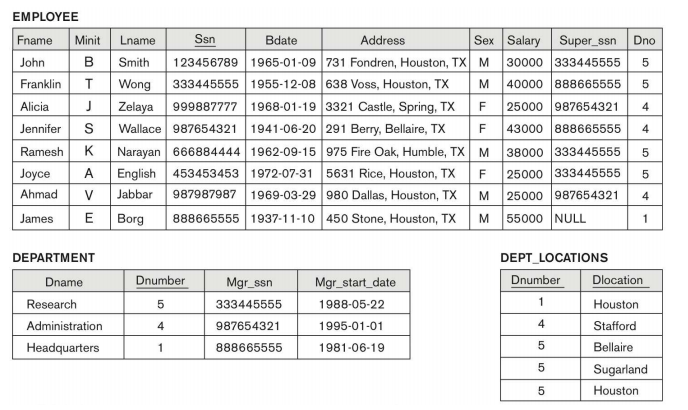 EMPLOYEE
Fname Minit Lname Ssn Bdate Address Sex Salary Super_ssn Dno
John B Smith 123456789 1965-01-09 731 Fondren, Houston, TX M 30000 333445555 5
Franklin T Wong 333445555 1955-12-08 638 Voss, Houston, TX M 40000 888665555 5
Alicia J Zelaya 999887777 1968-01-19 3321 Castle, Spring, TX F 25000 987654321 4
Jennifer S Wallace 987654321 1941-06-20 291 Berry, Bellaire, TX F 43000 888665555 4
Ramesh K Narayan 666884444 1962-09-15 975 Fire Oak, Humble, TX M 38000 333445555 5
Joyce A English 453453453 1972-07-31 5631 Rice, Houston, TX F 25000 333445555 5
Ahmad V Jabbar 987987987 1969-03-29 980 Dallas, Houston, TX M 25000 987654321 4
James E Borg 888665555 1937-11-10 450 Stone, Houston, TX M 55000 NULL 1
DEPARTMENT
Dname Dnumber Mgr_ssn Mgr_start_date
Research 5 333445555 1988-05-22
Administration 4 987654321 1995-01-01
Headquarters 1 888665555 1981-06-19
DEPT_LOCATIONS
Dnumber Dlocation
1 Houston
4 Stafford
5 Bellaire
5 Sugarland
5 Houston